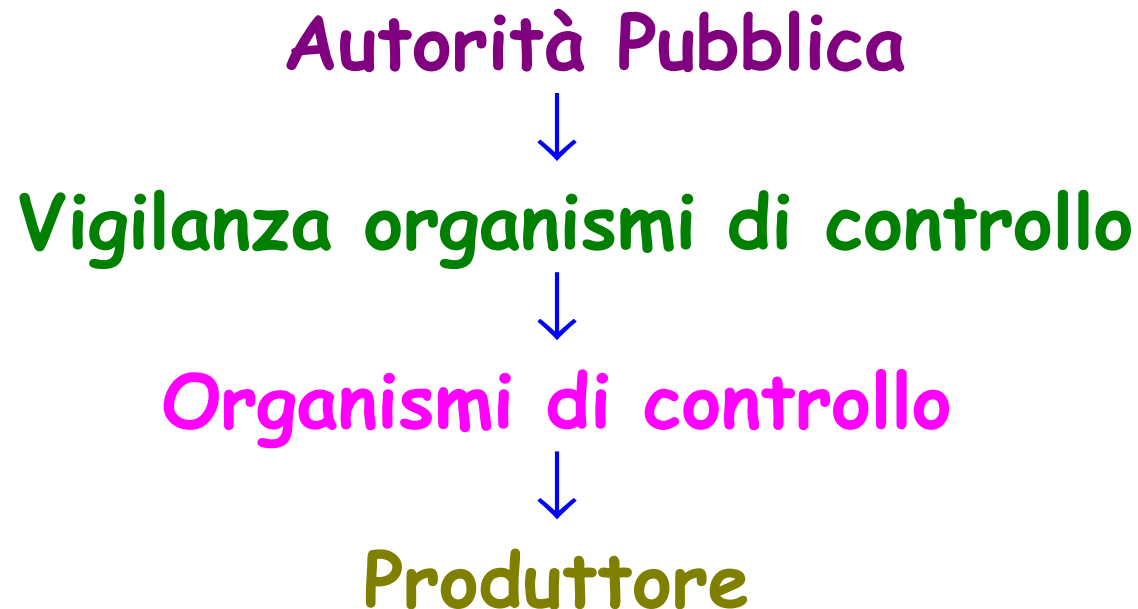 Autorità Pubblica
Vigilanza organismi di controllo
Organismi di controllo
Produttore